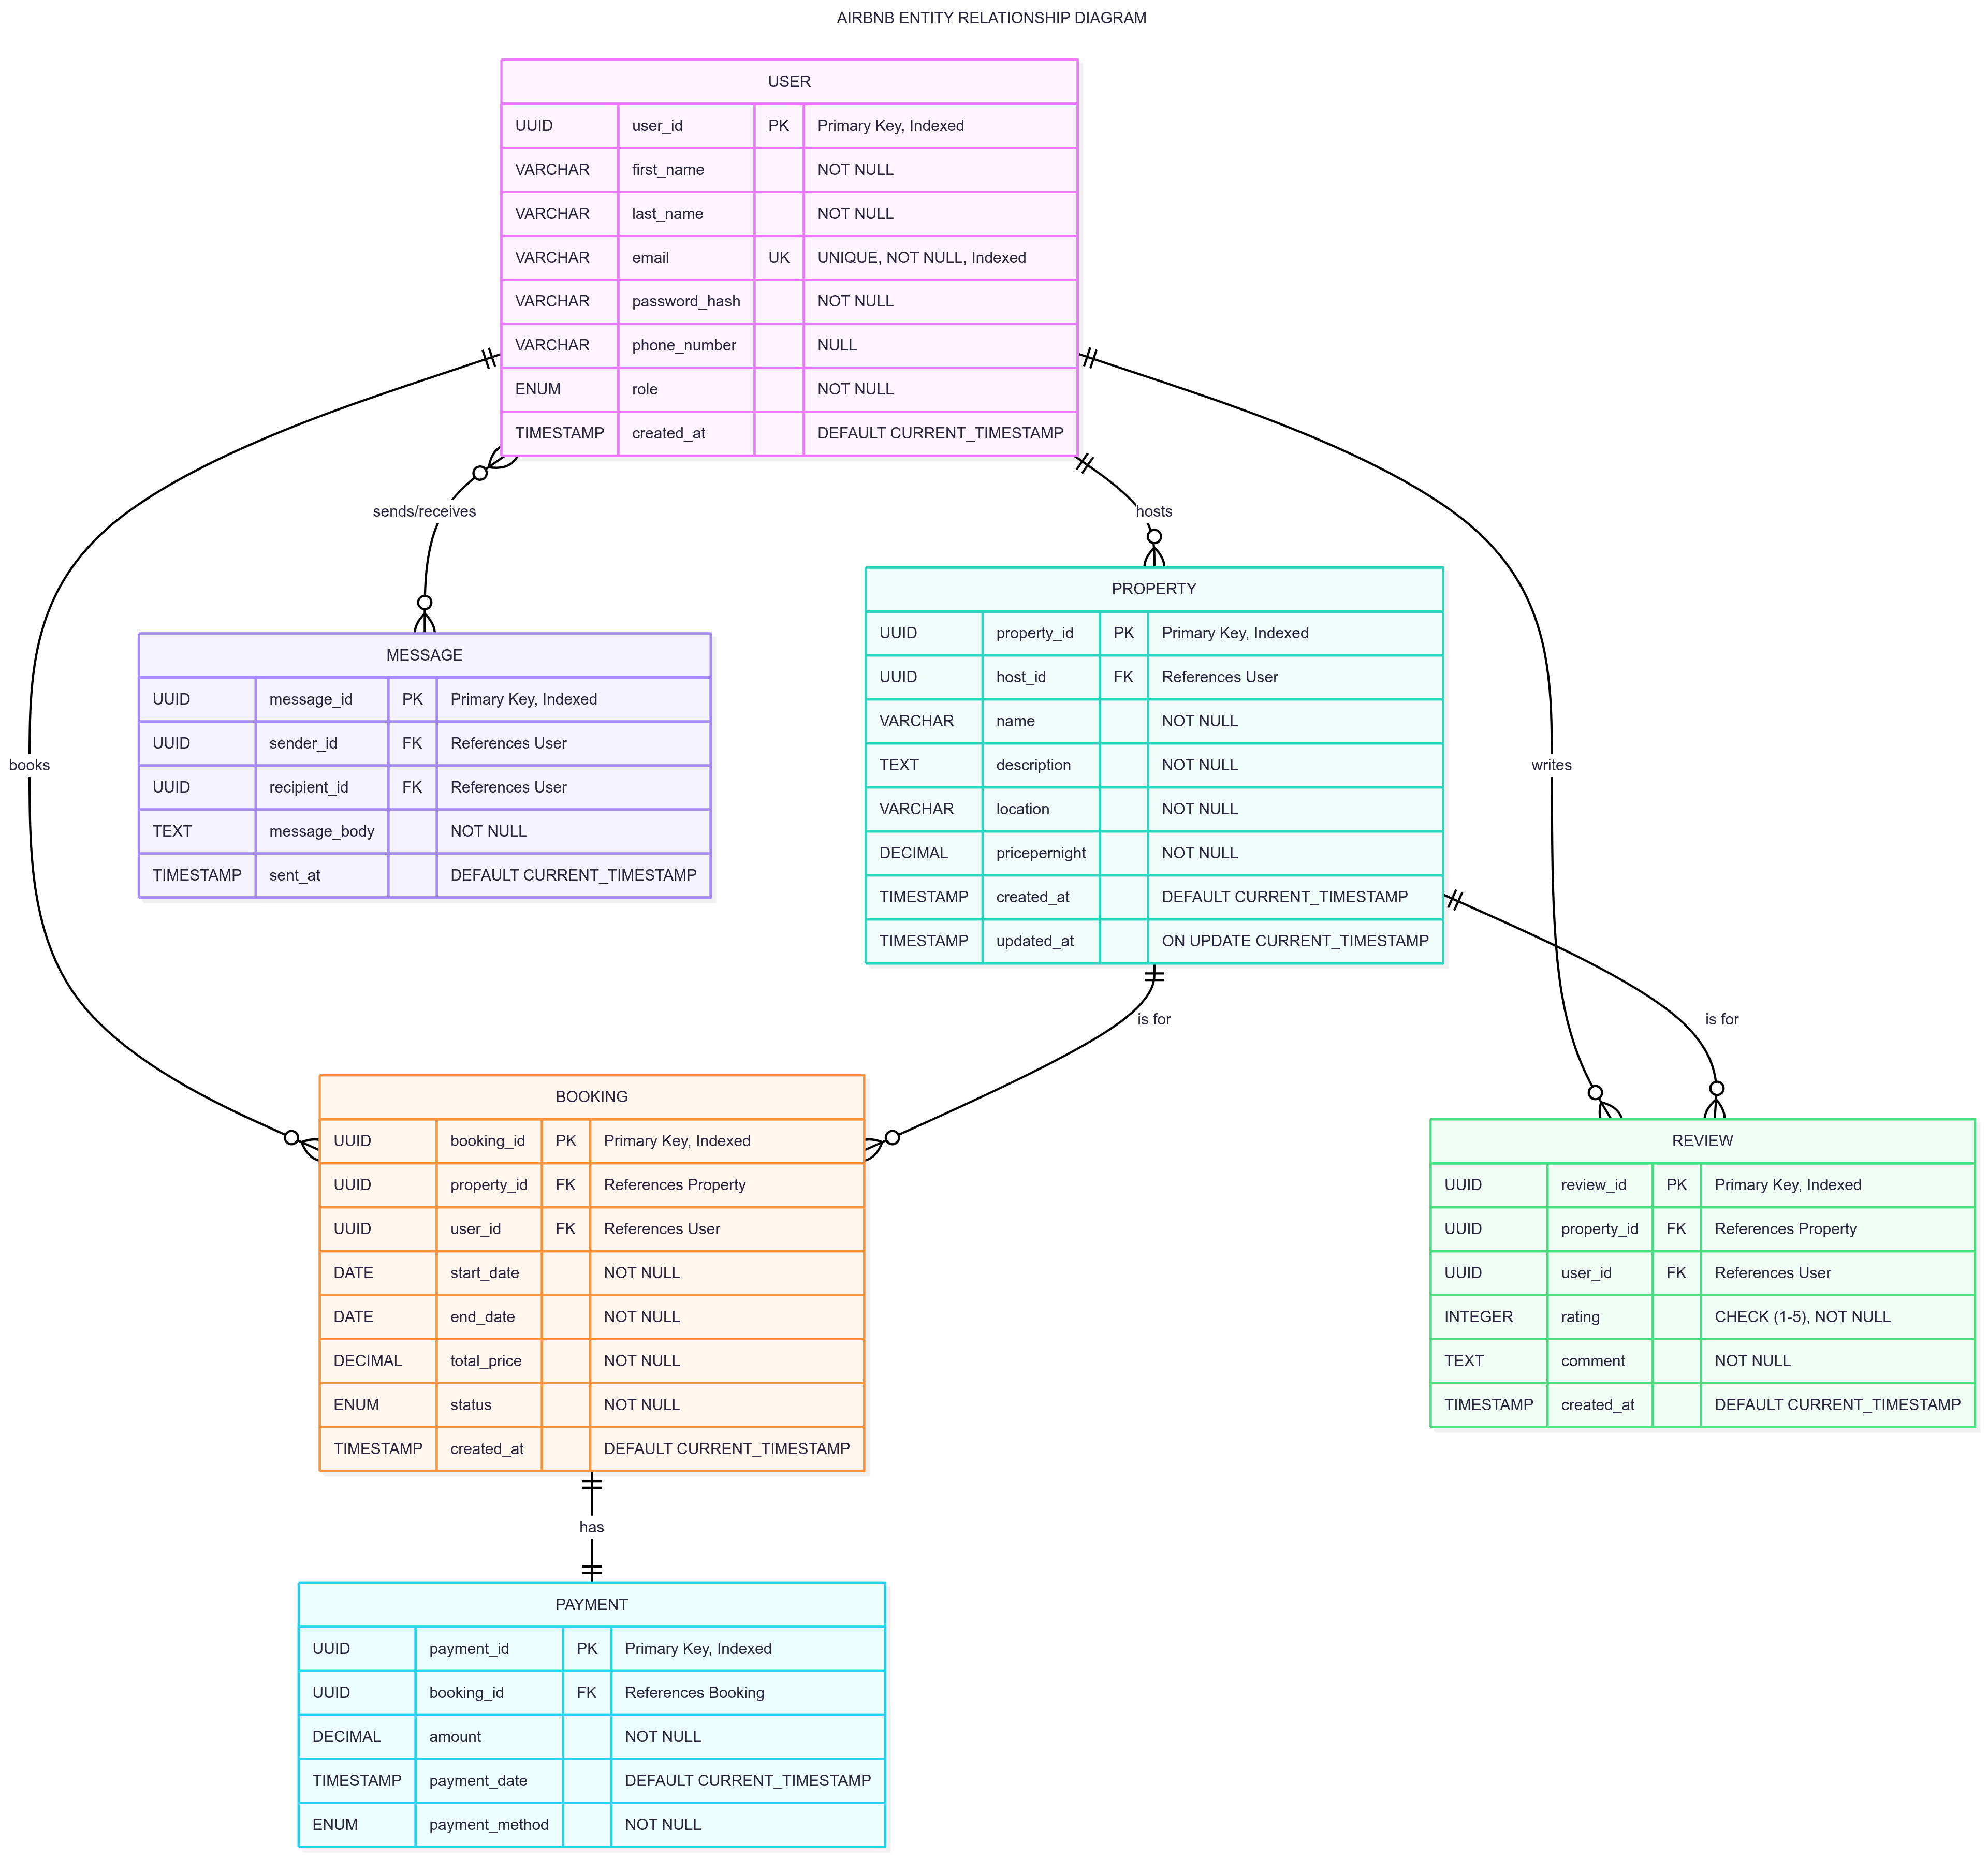 AIRBNB ENTITY RELATIONSHIP DIAGRAM
USER
UUID user_id PK Primary Key, Indexed
VARCHAR first_name NOT NULL
VARCHAR last_name NOT NULL
VARCHAR email UK UNIQUE, NOT NULL, Indexed
VARCHAR password_hash NOT NULL
VARCHAR phone_number NULL
ENUM role NOT NULL
TIMESTAMP created_at DEFAULT CURRENT_TIMESTAMP
sends/receives
hosts
MESSAGE
UUID message_id PK Primary Key, Indexed
UUID sender_id FK References User
UUID recipient_id FK References User
TEXT message_body NOT NULL
TIMESTAMP sent_at DEFAULT CURRENT_TIMESTAMP
PROPERTY
UUID property_id PK Primary Key, Indexed
UUID host_id FK References User
VARCHAR name NOT NULL
TEXT description NOT NULL
VARCHAR location NOT NULL
DECIMAL pricepernight NOT NULL
TIMESTAMP created_at DEFAULT CURRENT_TIMESTAMP
TIMESTAMP updated_at ON UPDATE CURRENT_TIMESTAMP
books
writes
is for
is for
BOOKING
UUID booking_id PK Primary Key, Indexed
UUID property_id FK References Property
UUID user_id FK References User
DATE start_date NOT NULL
DATE end_date NOT NULL
DECIMAL total_price NOT NULL
ENUM status NOT NULL
TIMESTAMP created_at DEFAULT CURRENT_TIMESTAMP
REVIEW
UUID review_id PK Primary Key, Indexed
UUID property_id FK References Property
UUID user_id FK References User
INTEGER rating CHECK (1-5), NOT NULL
TEXT comment NOT NULL
TIMESTAMP created_at DEFAULT CURRENT_TIMESTAMP
has
PAYMENT
UUID payment_id PK Primary Key, Indexed
UUID booking_id FK References Booking
DECIMAL amount NOT NULL
TIMESTAMP payment_date DEFAULT CURRENT_TIMESTAMP
ENUM payment_method NOT NULL